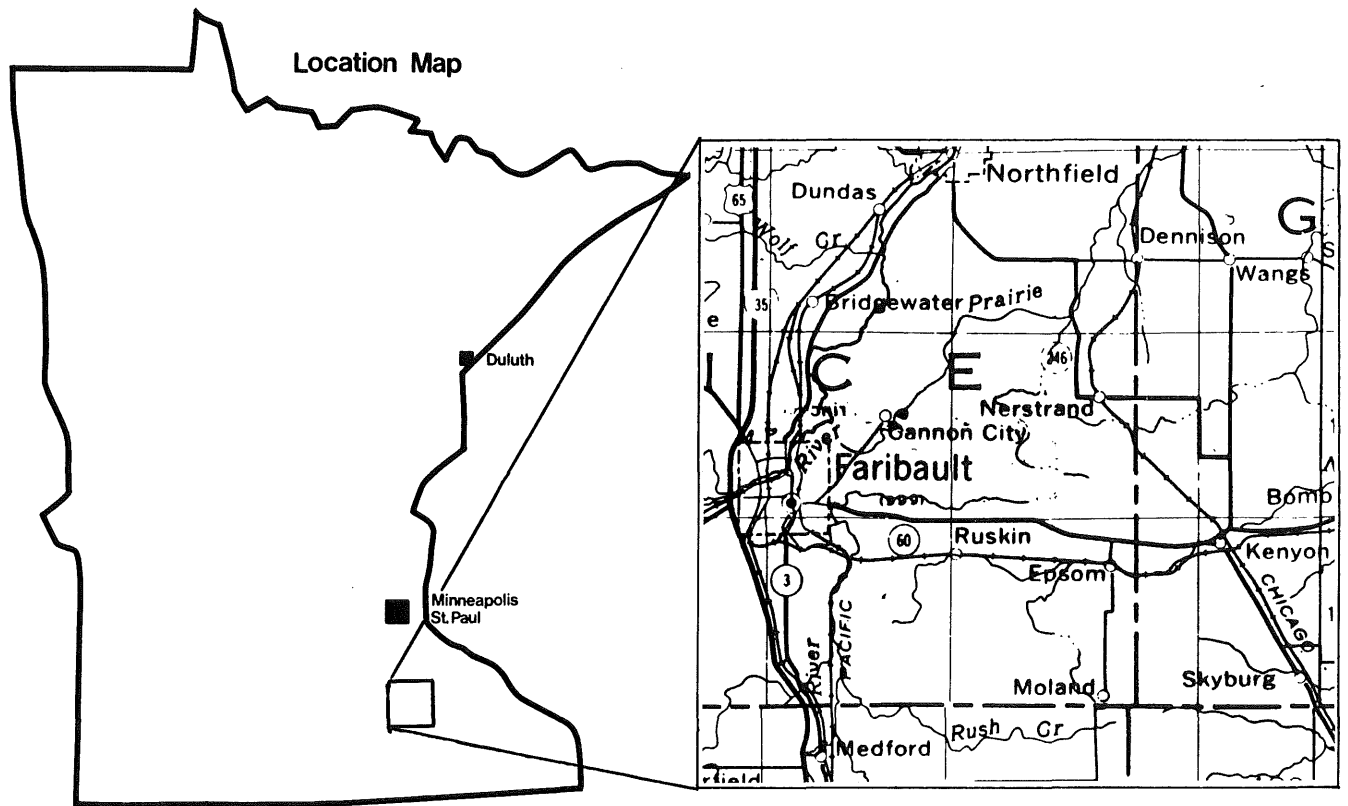 Location Map
Duluth
Minneapolis
St. Paul
Northfield
Dundas
65
G
Wolf Cr
Dennison
Wangs
S
35
Bridgewater
Prairie
e
C
E
246
Nerstrand
Cannon City
River
Faribault
Bomb
60
Ruskin
Kenyon
Epsom
3
CHICAGO
PACIFIC
River
1
Moland
Skyburg
Rush Cr
Medford